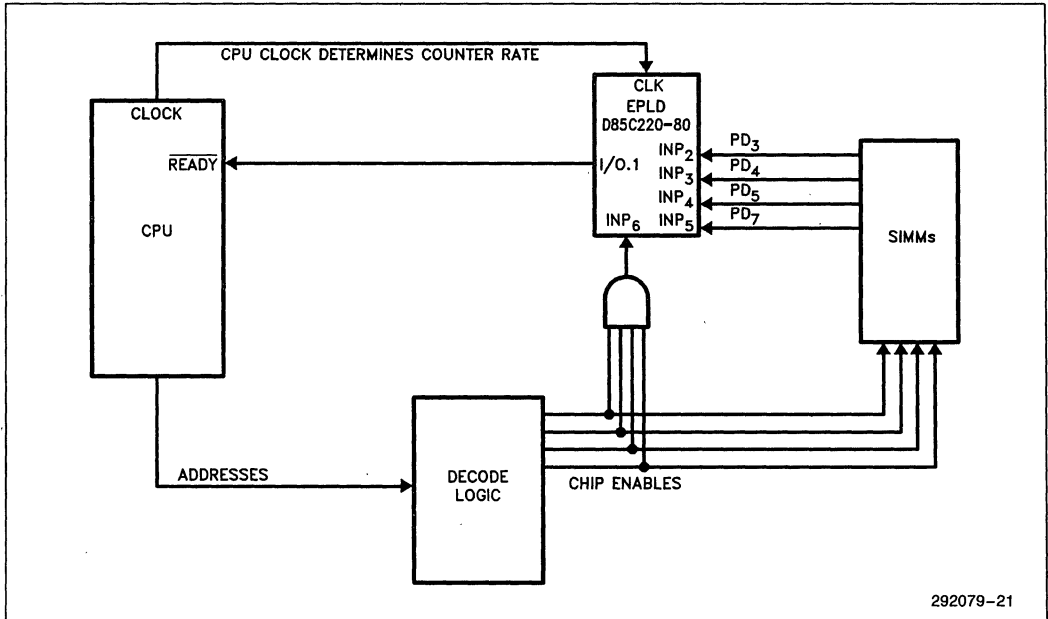 CPU CLOCK DETERMINES COUNTER RATE
CLOCK
READY
CPU
CLK
EPLD
D85C220-80
I/O.1
INP2
INP3
INP4
INP6 INP5
PD3
PD4
PD5
PD7
SIMMs
ADDRESSES
DECODE
LOGIC
CHIP ENABLES
292079-21